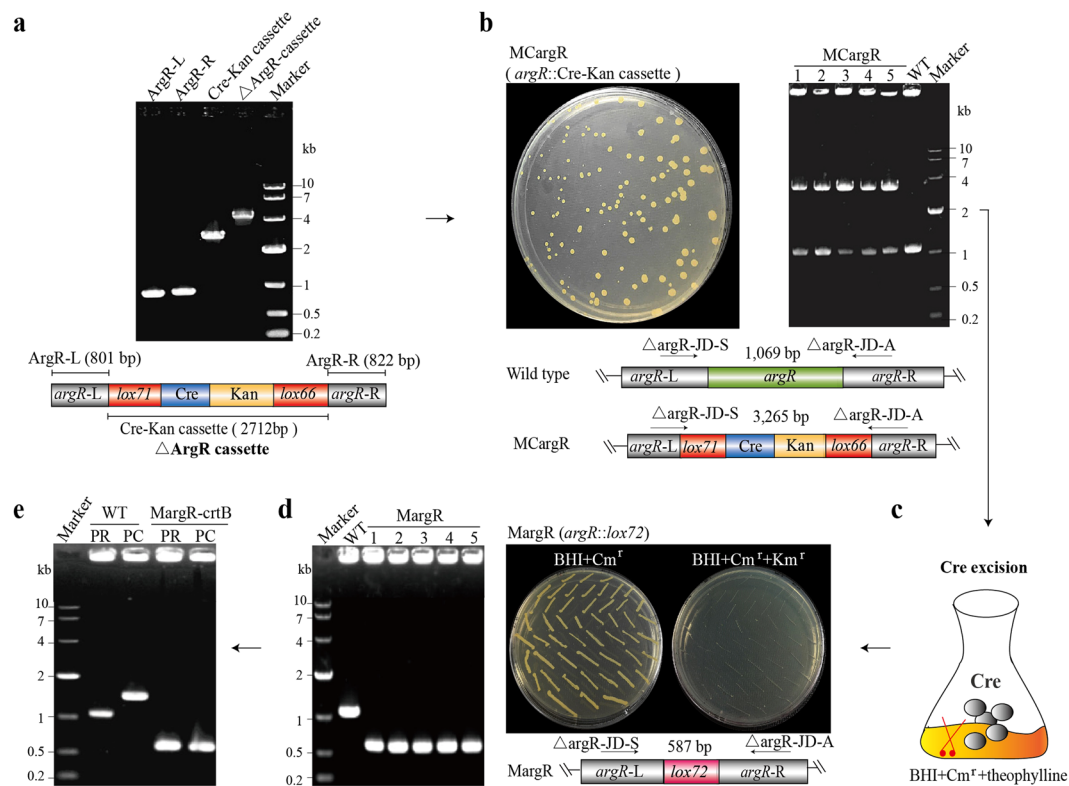 a
ArgR-L
ArgR-R
Cre-Kan cassette
△ArgR-cassette
Marker
kb
10
7
4
2
1
0.5
0.2
ArgR-L (801 bp)
ArgR-R (822 bp)
argR-L
lox71
Cre
Kan
lox66
argR-R
Cre-Kan cassette ( 2712bp )
△ArgR cassette
b
MCargR
( argR::Cre-Kan cassette )
MCargR
1 2 3 4 5
WT
Marker
kb
10
7
4
2
1
0.5
0.2
△argR-JD-S
1,069 bp
△argR-JD-A
Wild type
argR-L
argR
argR-R
△argR-JD-S
3,265 bp
△argR-JD-A
MCargR
argR-L
lox71
Cre
Kan
lox66
argR-R
c
Cre excision
Cre
BHI+Cmʳ+theophylline
d
Marker
WT
MargR
1 2 3 4 5
10
7
4
2
1
0.5
0.2
MargR (argR::lox72)
BHI+Cmʳ
BHI+Cmʳ+Kmʳ
△argR-JD-S
587 bp
△argR-JD-A
MargR
argR-L
lox72
argR-R
e
Marker
WT
MargR-crtB
PR PC PR PC
kb
10
7
4
2
1
0.5
0.2